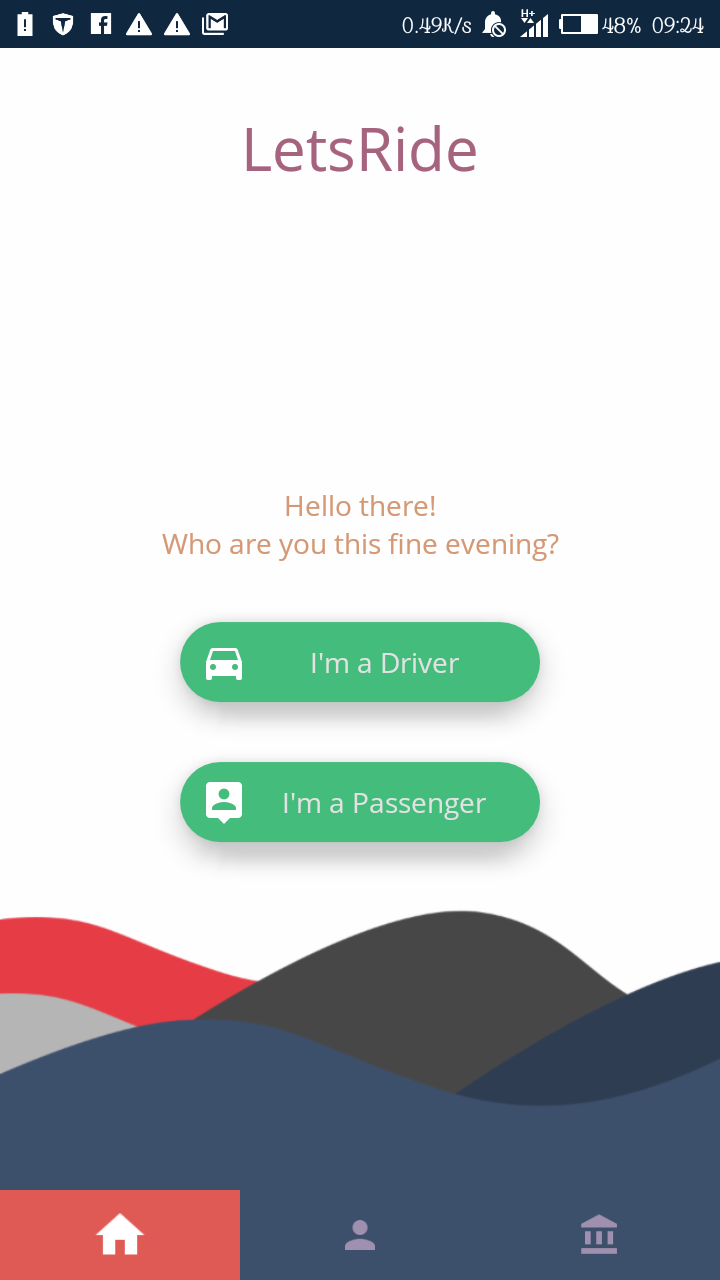 0.49K/s H+ 48% 09:24
LetsRide
Hello there!
Who are you this fine evening?
I'm a Driver
I'm a Passenger